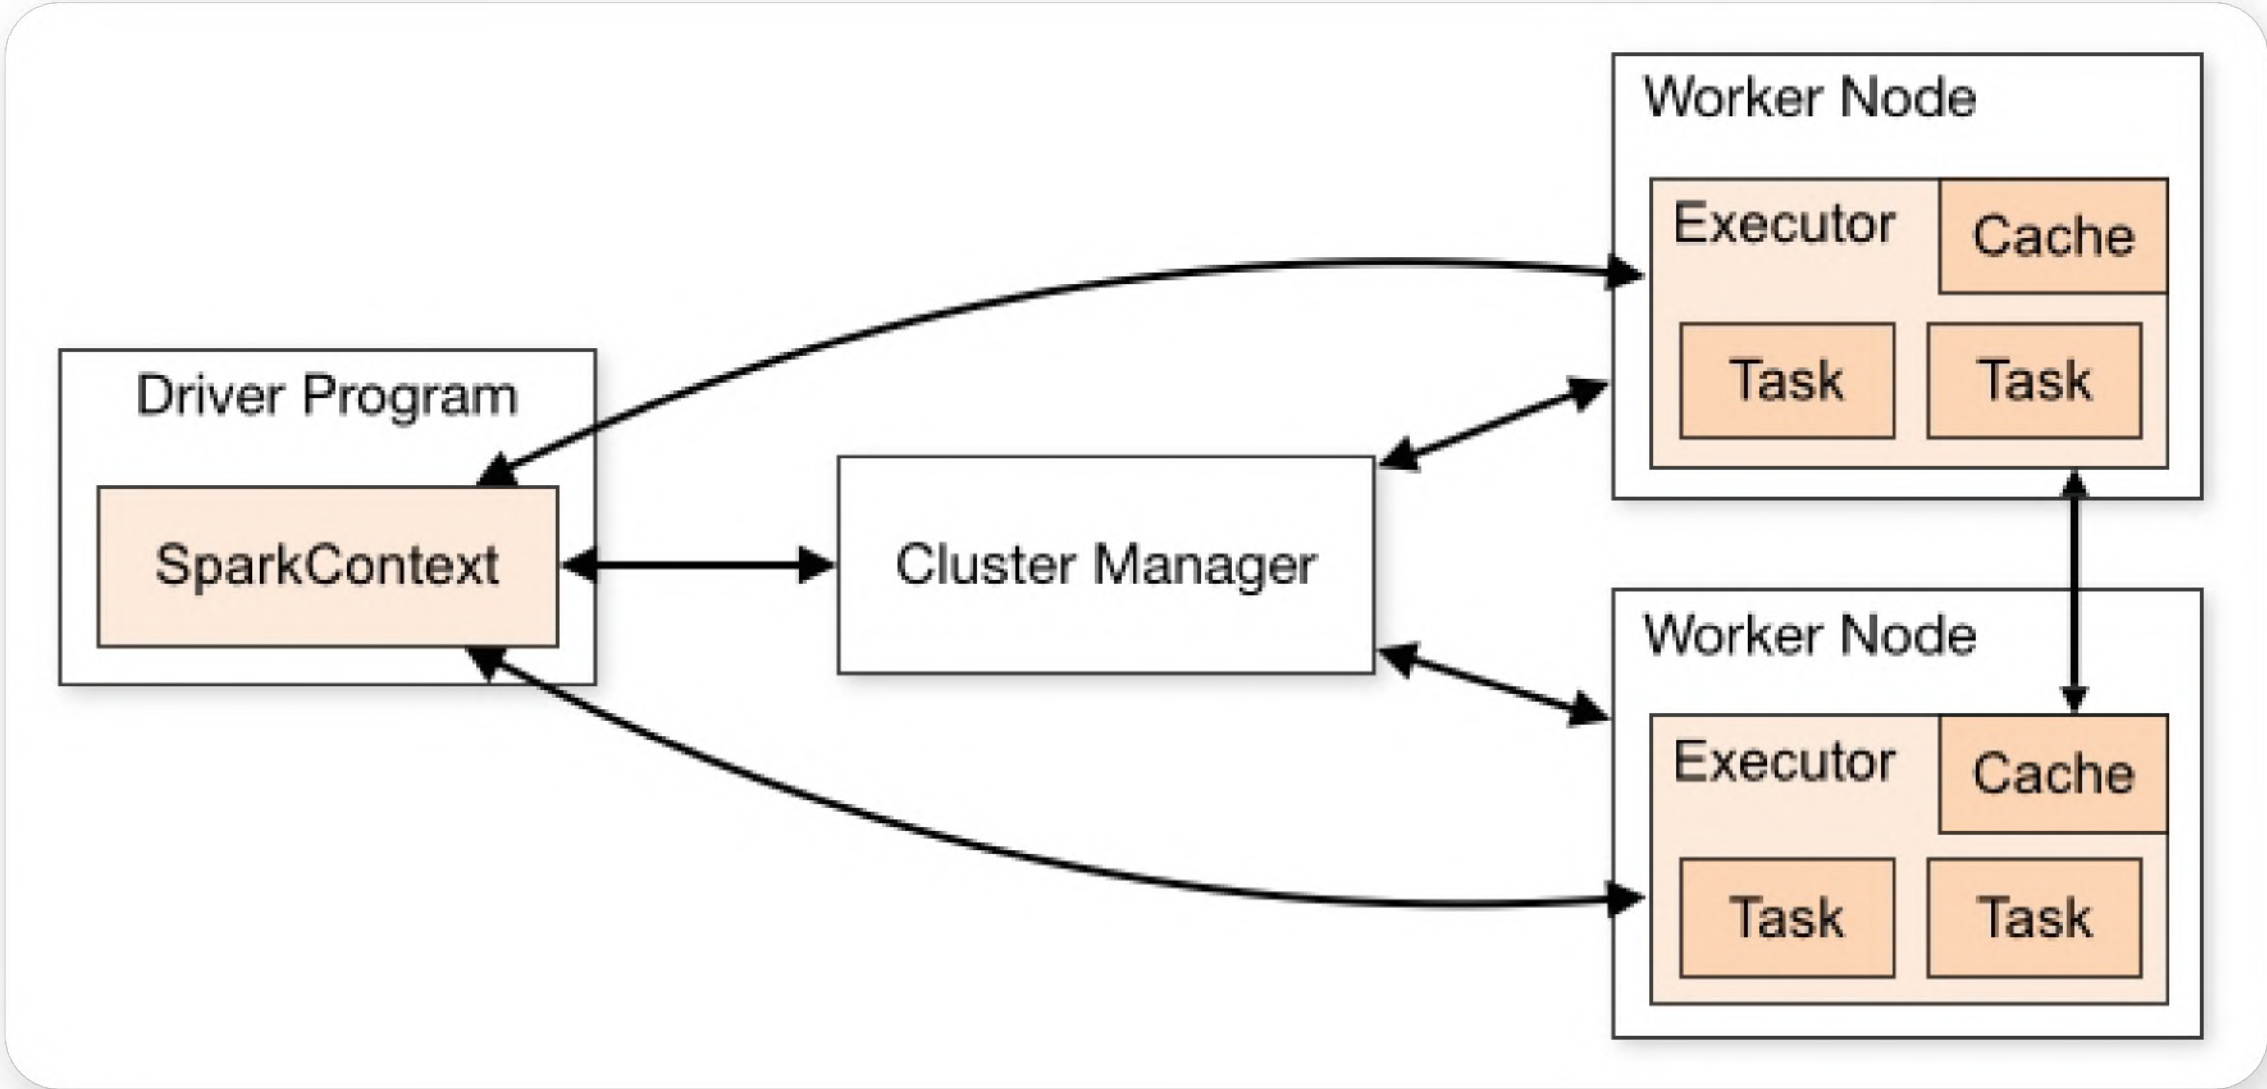 Driver Program
SparkContext
Cluster Manager
Worker Node
Executor
Cache
Task
Task
Worker Node
Executor
Cache
Task
Task